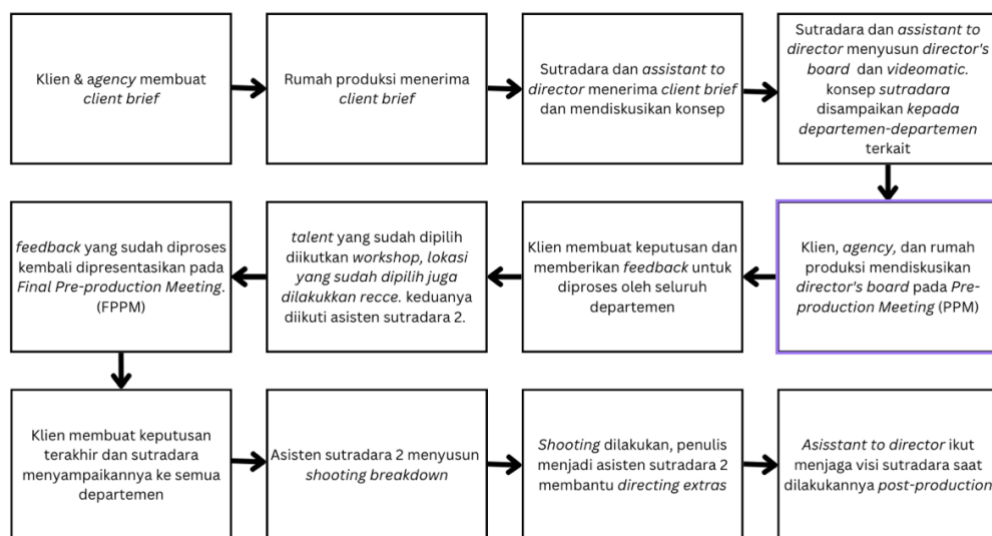 Klien & agency membuat
client brief
Rumah produksi menerima
client brief
Sutradara dan assistant to
director menerima client brief
dan mendiskusikan konsep
Sutradara dan assistant to
director menyusun director's
board dan videomatic.
konsep sutradara
disampaikan kepada
departemen-departemen
terkait
Klien, agency, dan rumah
produksi mendiskusikan
director's board pada Pre-
production Meeting (PPM)
Klien membuat keputusan dan
memberikan feedback untuk
diproses oleh seluruh
departemen
talent yang sudah dipilih
diikutkan workshop, lokasi
yang sudah dipilih juga
dilakukkan recce. keduanya
diikuti asisten sutradara 2.
feedback yang sudah diproses
kembali dipresentasikan pada
Final Pre-production Meeting.
(FPPM)
Klien membuat keputusan
terakhir dan sutradara
menyampaikannya ke semua
departemen
Asisten sutradara 2 menyusun
shooting breakdown
Shooting dilakukan, penulis
menjadi asisten sutradara 2
membantu directing extras
Asisstant to director ikut
menjaga visi sutradara saat
dilakukannya post-production